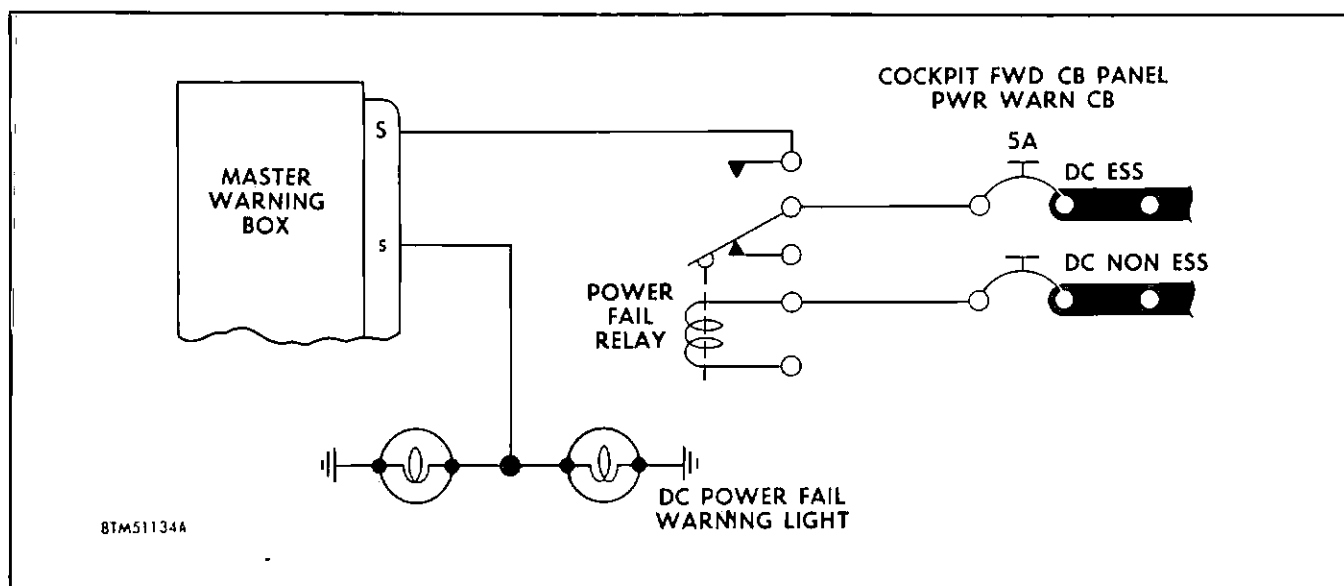 COCKPIT FWD CB PANEL
PWR WARN CB
5A
S
DC ESS
MASTER
WARNING
BOX
s
DC NON ESS
POWER
FAIL
RELAY
DC POWER FAIL
WARNING LIGHT
8TM51134A